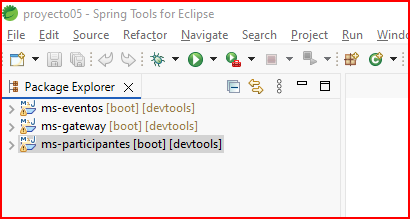 proyecto05 - Spring Tools for Eclipse
File Edit Source Refactor Navigate Search Project Run Window
Package Explorer
ms-eventos [boot] [devtools]
ms-gateway [boot] [devtools]
ms-participantes [boot] [devtools]